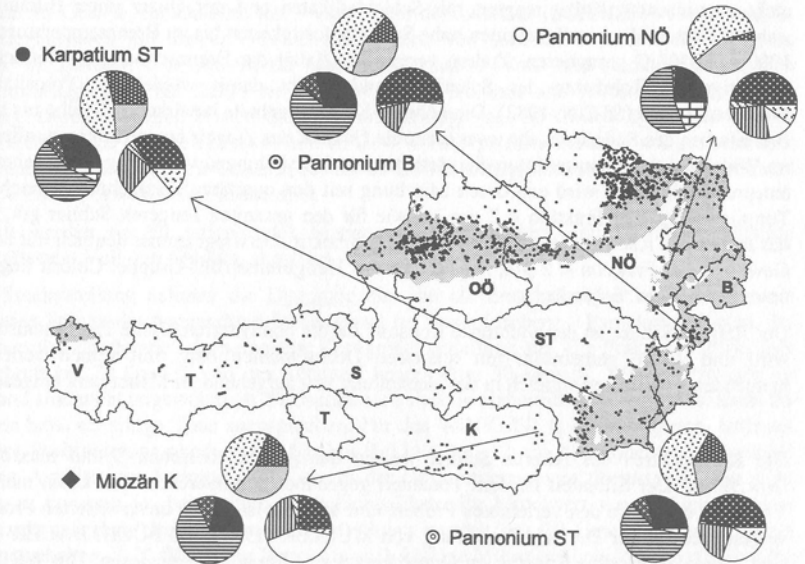 Pannonium NÖ
Karpatium ST
Pannonium B
NÖ
OÖ
B
ST
V
T
S
T
K
Miozän K
Pannonium ST